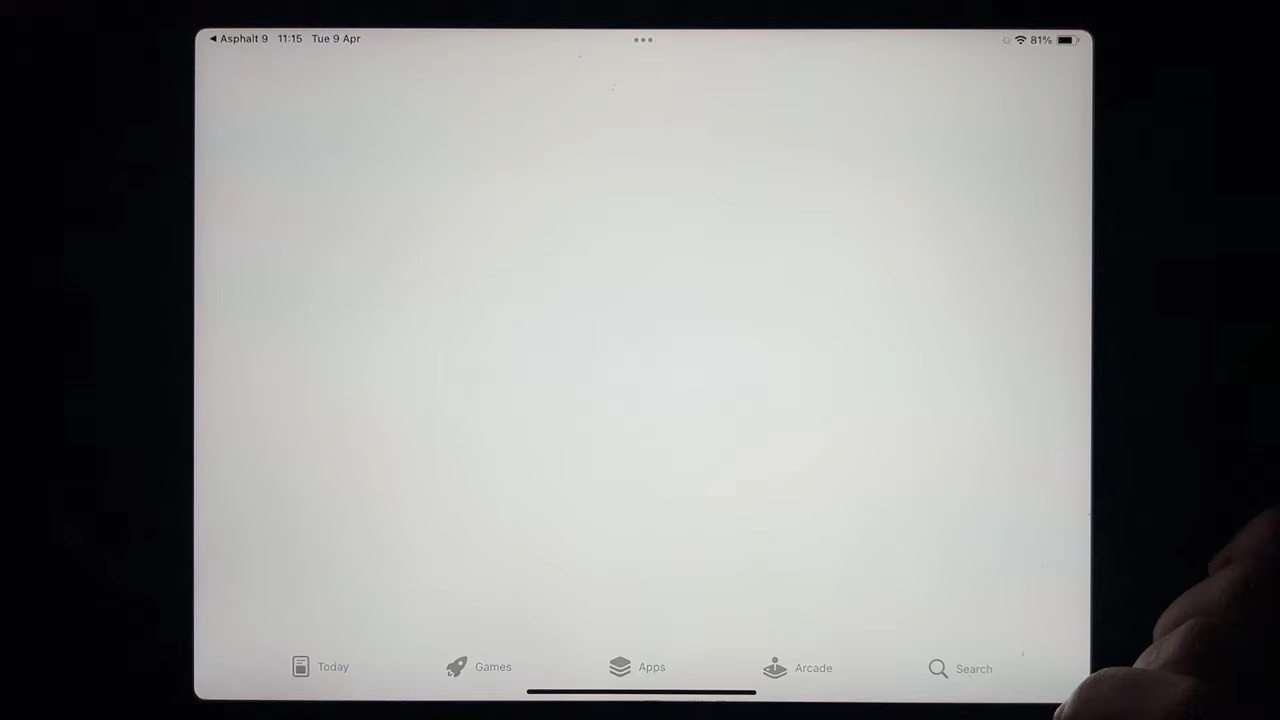 ◀ Asphalt 9 11:15 Tue 9 Apr 81%
Today Games Apps Arcade Search